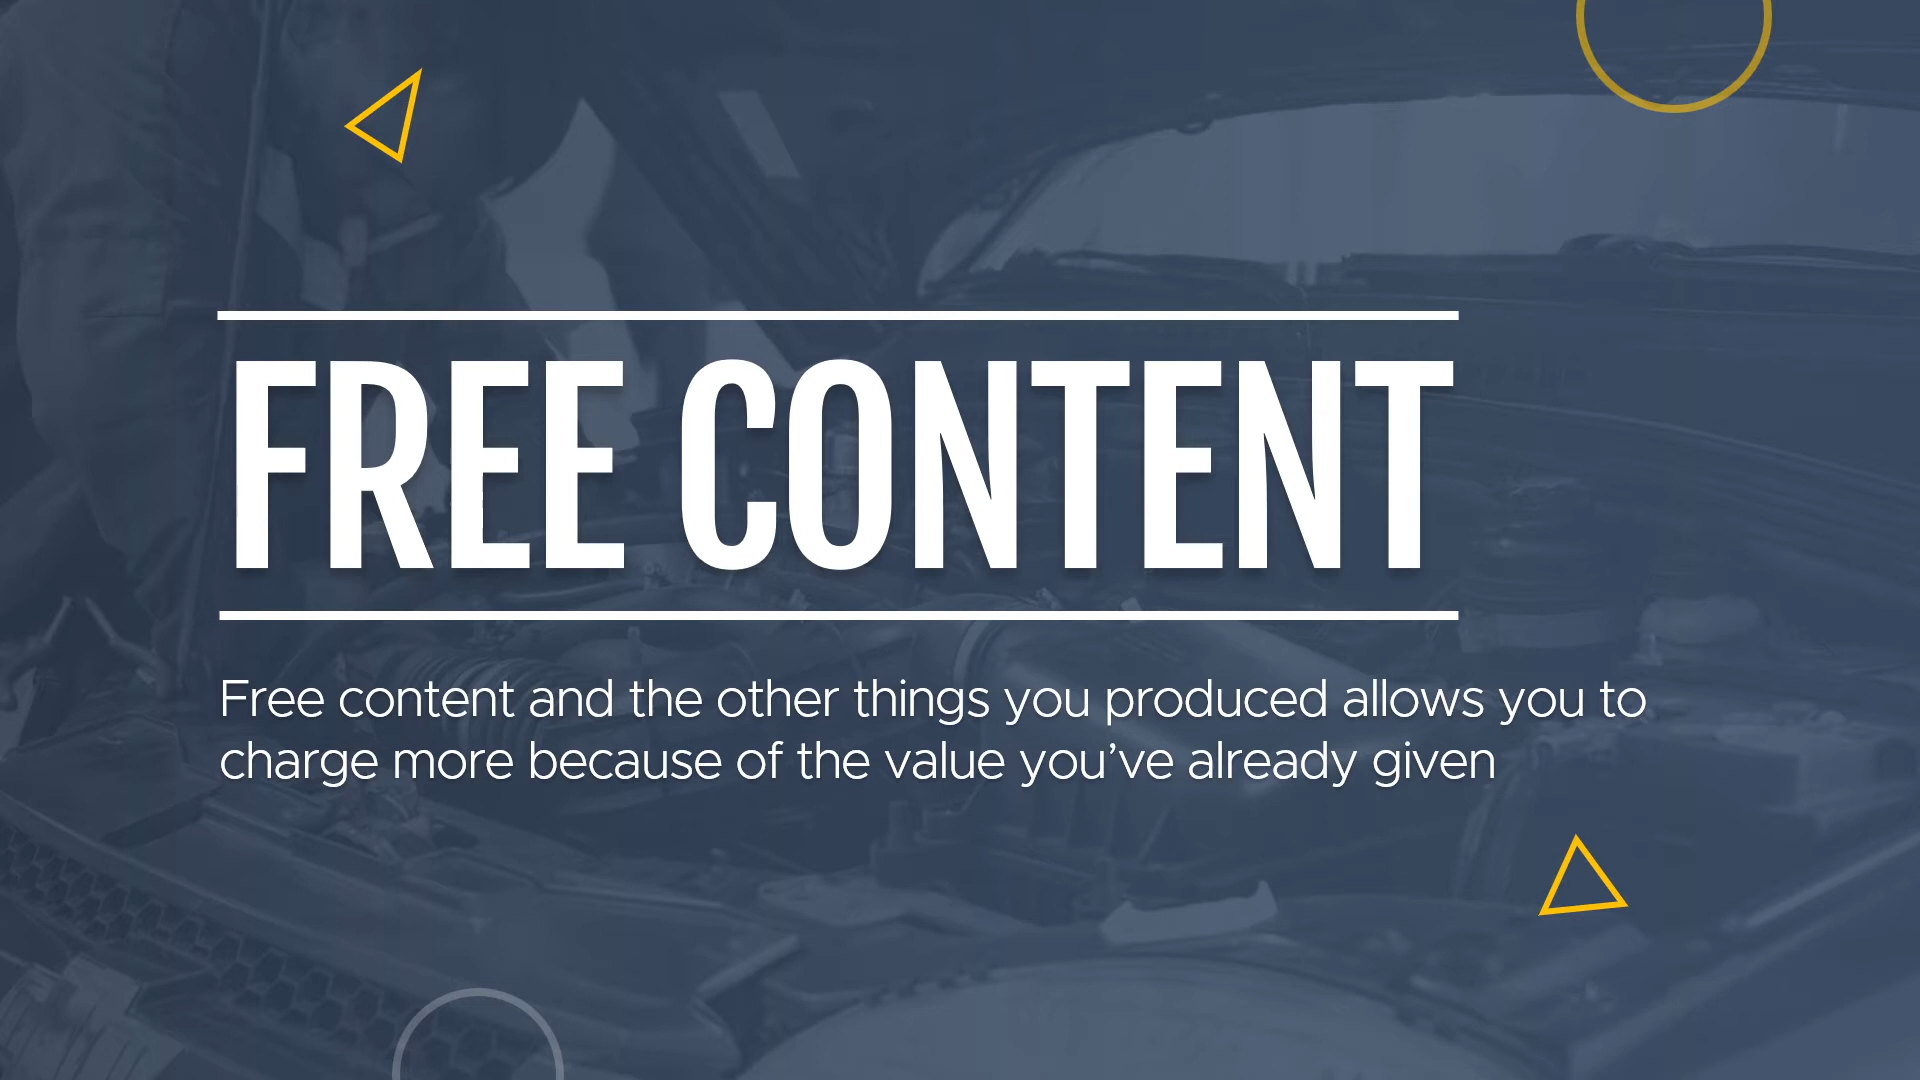 FREE CONTENT
Free content and the other things you produced allows you to
charge more because of the value you’ve already given